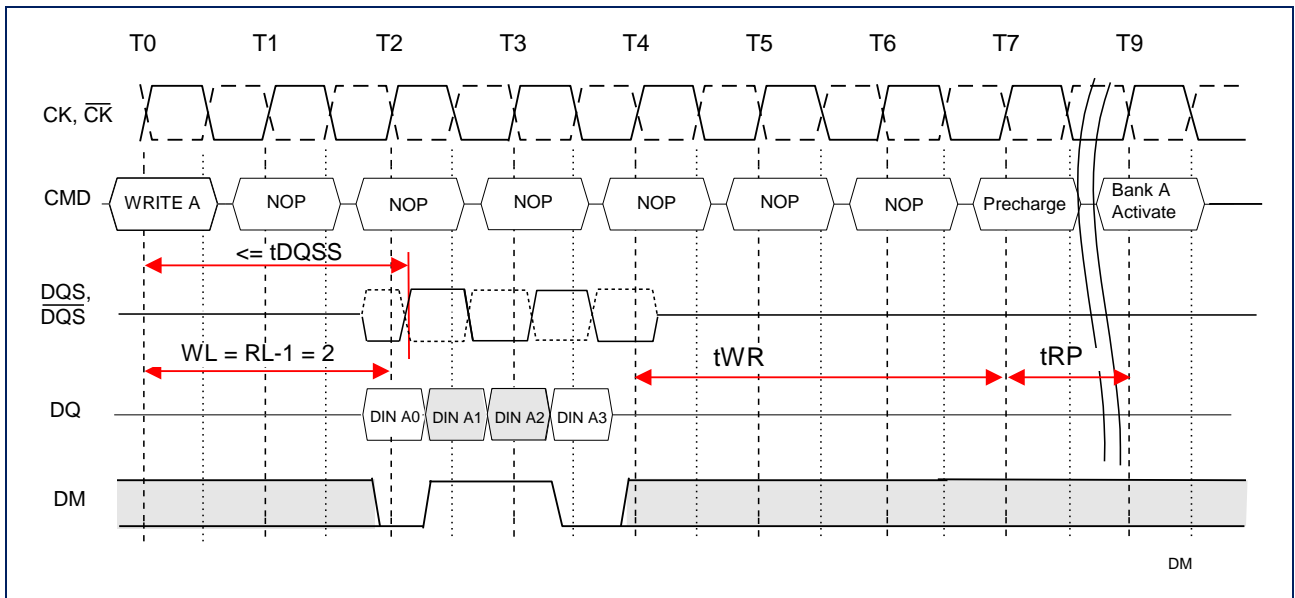 T0 T1 T2 T3 T4 T5 T6 T7 T9
CK, C̅K̅
CMD WRITE A NOP NOP NOP NOP NOP NOP Precharge Bank A
Activate
<= tDQSS
DQS,
D̅Q̅S̅
WL = RL-1 = 2 tWR tRP
DQ DIN A0 DIN A1 DIN A2 DIN A3
DM
DM